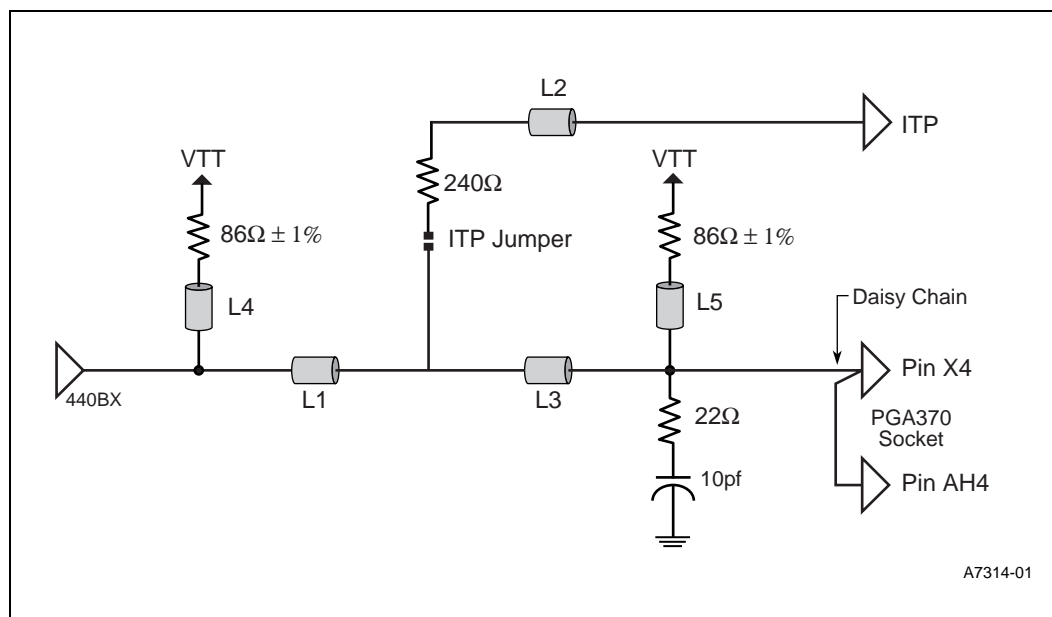 L2
ITP
VTT
240Ω
VTT
86Ω ± 1%
ITP Jumper
86Ω ± 1%
L4
L5
Daisy Chain
440BX
L1
L3
Pin X4
22Ω
PGA370
Socket
10pf
Pin AH4
A7314-01